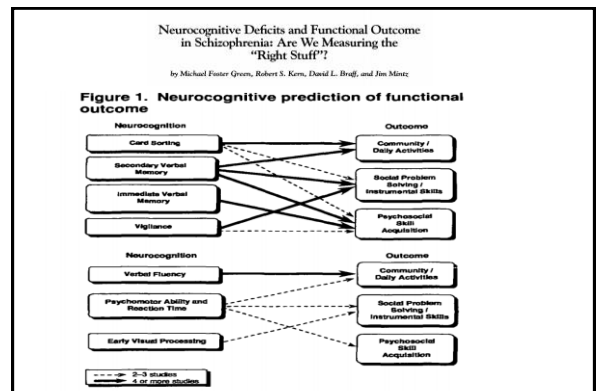 Neurocognitive Deficits and Functional Outcome
in Schizophrenia: Are We Measuring the
"Right Stuff"?
by Michael Foster Green, Robert S. Kern, David L. Braff, and Jim Mintz
Figure 1. Neurocognitive prediction of functional
outcome
Neurocognition
Outcome
Card Sorting
Secondary Verbal
Memory
Immediate Verbal
Memory
Vigilance
Community /
Daily Activities
Social Problem
Solving /
Instrumental Skills
Psychosocial
Skill
Acquisition
Neurocognition
Outcome
Verbal Fluency
Psychomotor Ability and
Reaction Time
Early Visual Processing
Community /
Daily Activities
Social Problem
Solving /
Instrumental Skills
Psychosocial
Skill
Acquisition
2–3 studies
4 or more studies